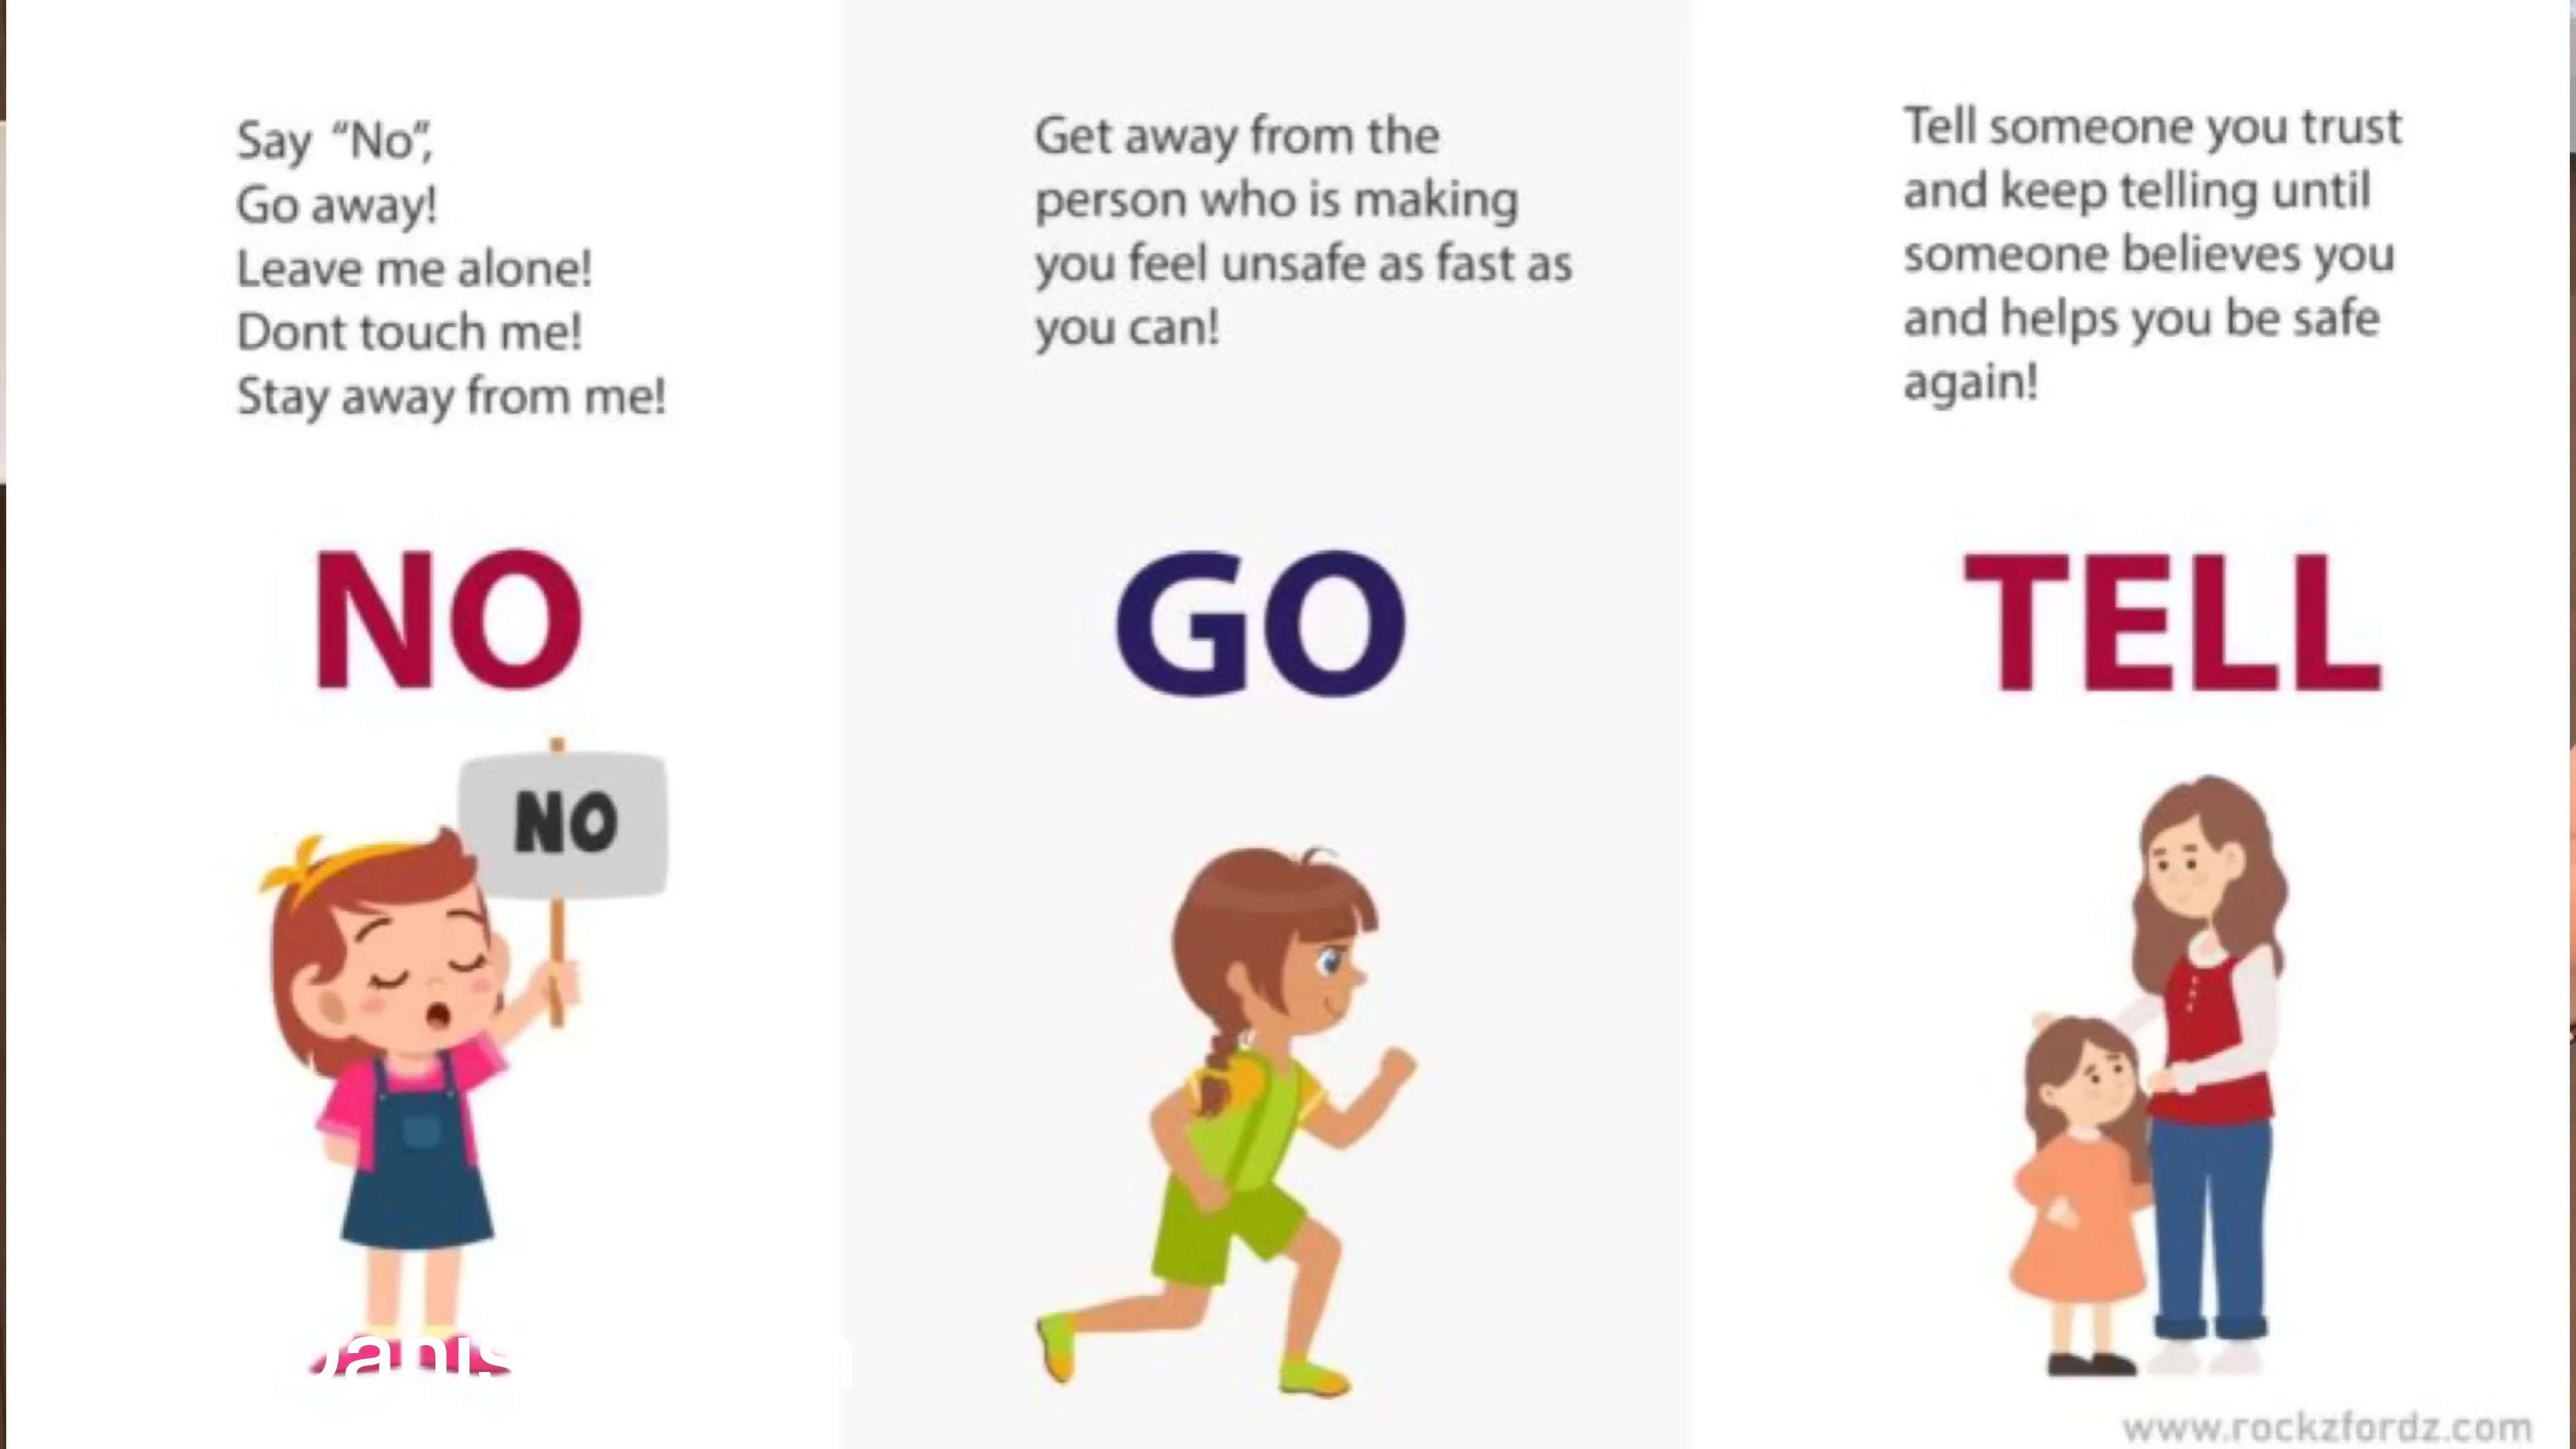 Say “No”,
Go away!
Leave me alone!
Dont touch me!
Stay away from me!
NO
NO
Get away from the
person who is making
you feel unsafe as fast as
you can!
GO
Tell someone you trust
and keep telling until
someone believes you
and helps you be safe
again!
TELL
www.rockzfordz.com